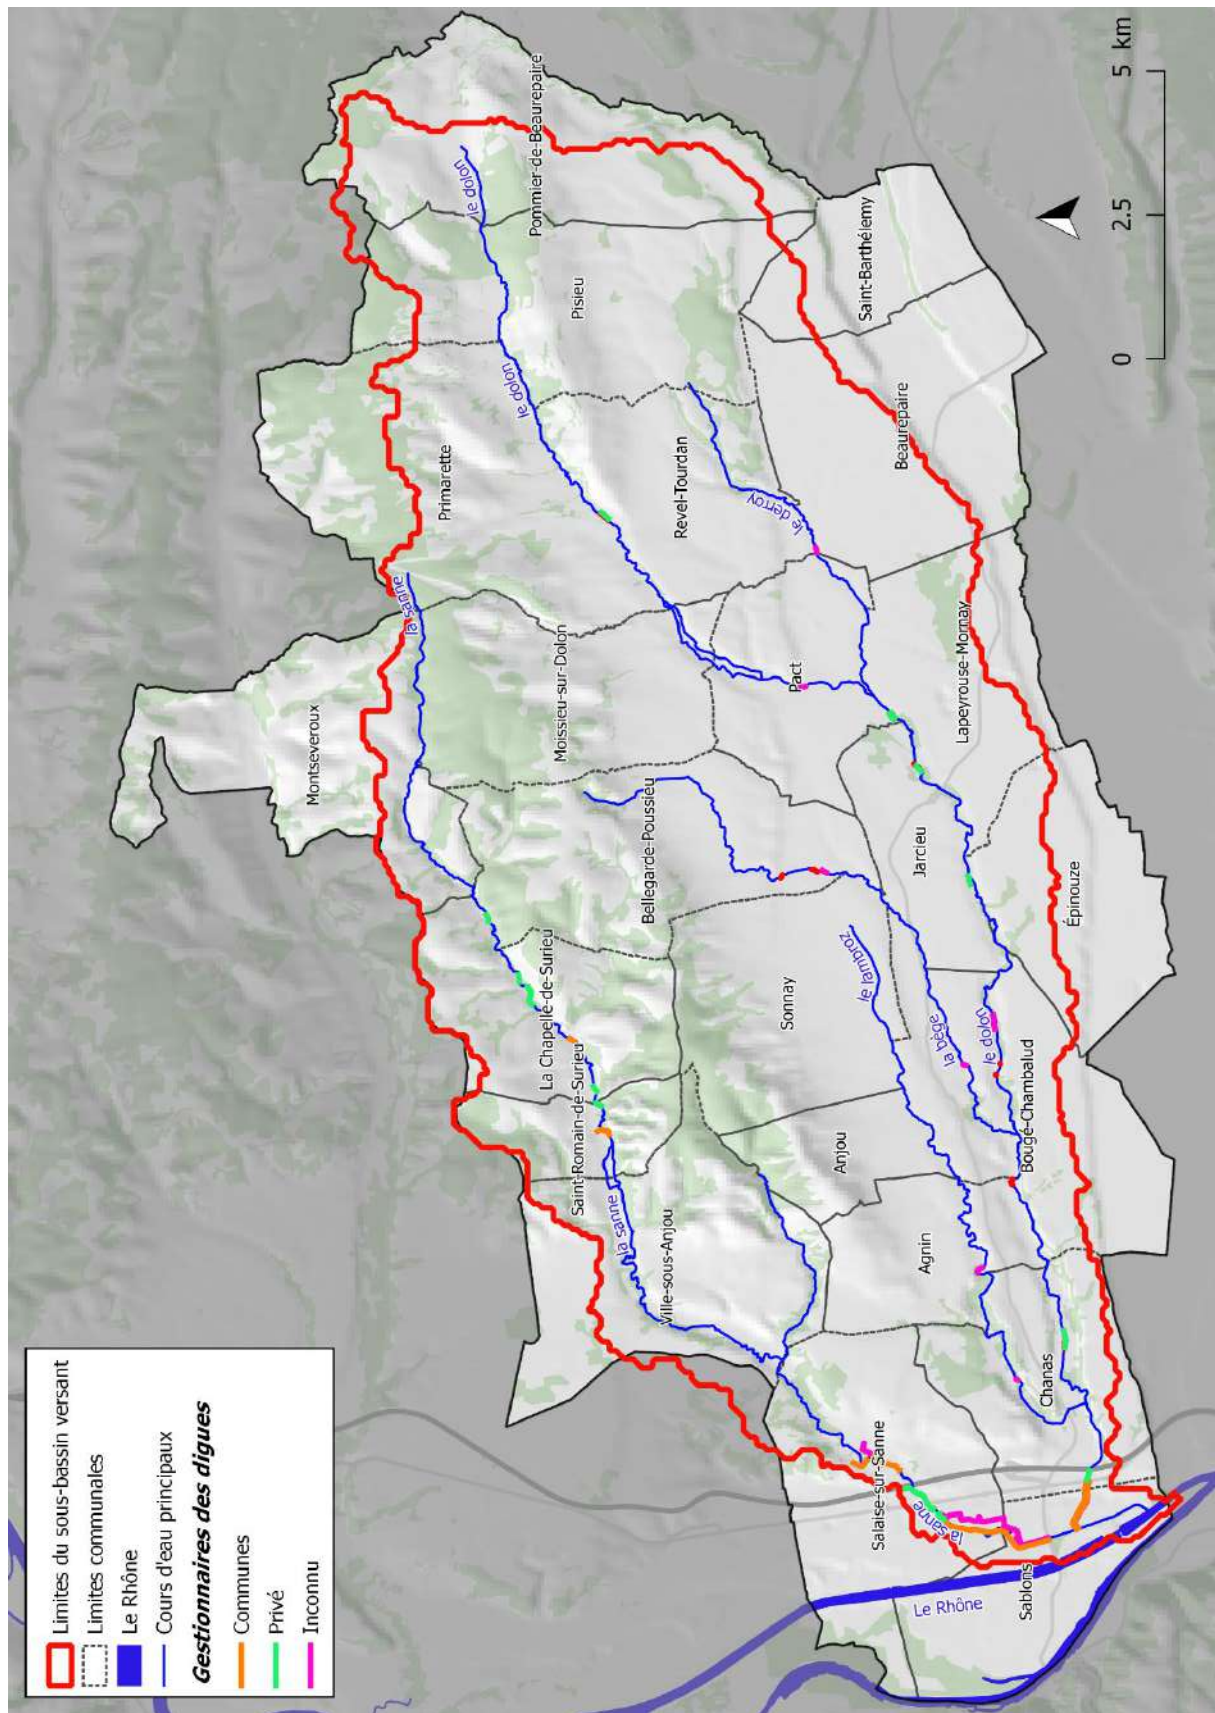 Limites du sous-bassin versant
Limites communales
Le Rhône
Cours d'eau principaux
Gestionnaires des digues
Communes
Privé
Inconnu
Montseveroux
Primarette
Pommier-de-Beaurepaire
Pisieu
le dolon
le dolon
la sanne
Moissieu-sur-Dolon
Revel-Tourdan
le derroy
Saint-Barthélemy
Beaurepaire
Pact
Lapeyrouse-Mornay
La Chapelle-de-Surieu
Saint-Romain-de-Surieu
Bellegarde-Poussieu
Jarcieu
Épinouze
Sonnay
le lambroz
la bège
le dolon
Bougé-Chambalud
Anjou
Agnin
la sanne
Ville-sous-Anjou
Chanas
Salaise-sur-Sanne
la sanne
Sablons
Le Rhône
0 2.5 5 km